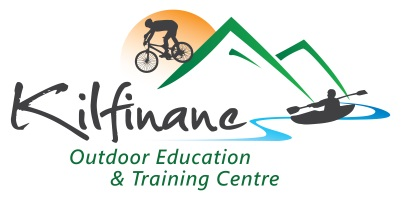 Kilfinane
Outdoor Education
& Training Centre